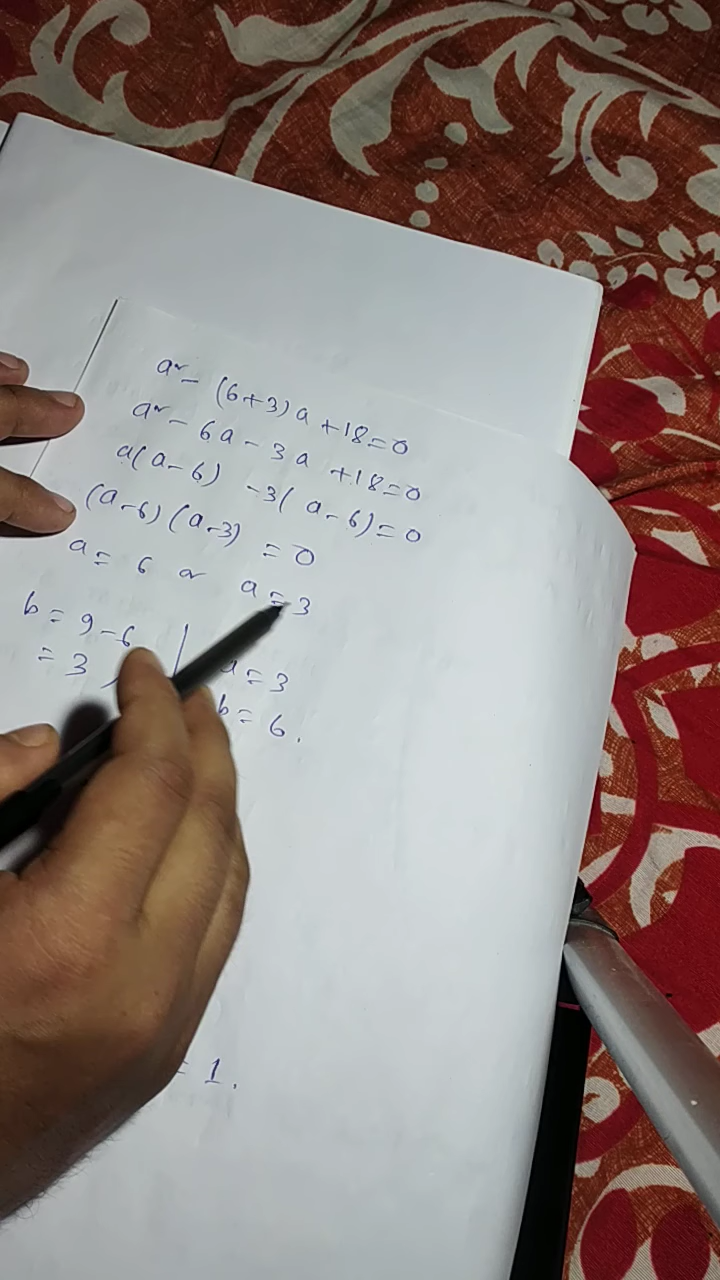 a² - (6+3)a + 18 = 0
a² - 6a - 3a + 18 = 0
a(a-6) -3(a-6) = 0
(a-6)(a-3) = 0
a = 6 or a = 3
b = 9-6
= 3
a = 3
b = 6.
= 1.